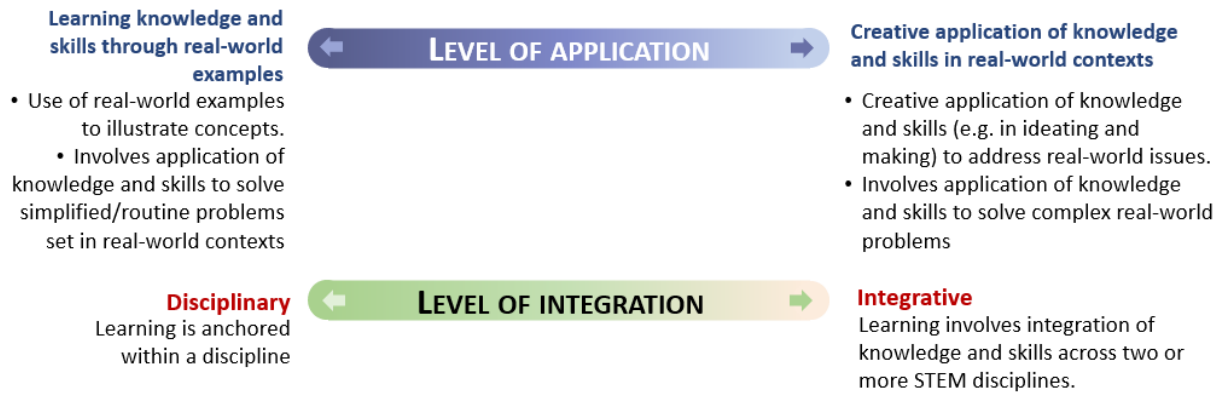 Learning knowledge and
skills through real-world
examples
• Use of real-world examples
to illustrate concepts.
• Involves application of
knowledge and skills to solve
simplified/routine problems
set in real-world contexts
LEVEL OF APPLICATION
Creative application of knowledge
and skills in real-world contexts
• Creative application of knowledge
and skills (e.g. in ideating and
making) to address real-world issues.
• Involves application of knowledge
and skills to solve complex real-world
problems
Disciplinary
Learning is anchored
within a discipline
LEVEL OF INTEGRATION
Integrative
Learning involves integration of
knowledge and skills across two or
more STEM disciplines.